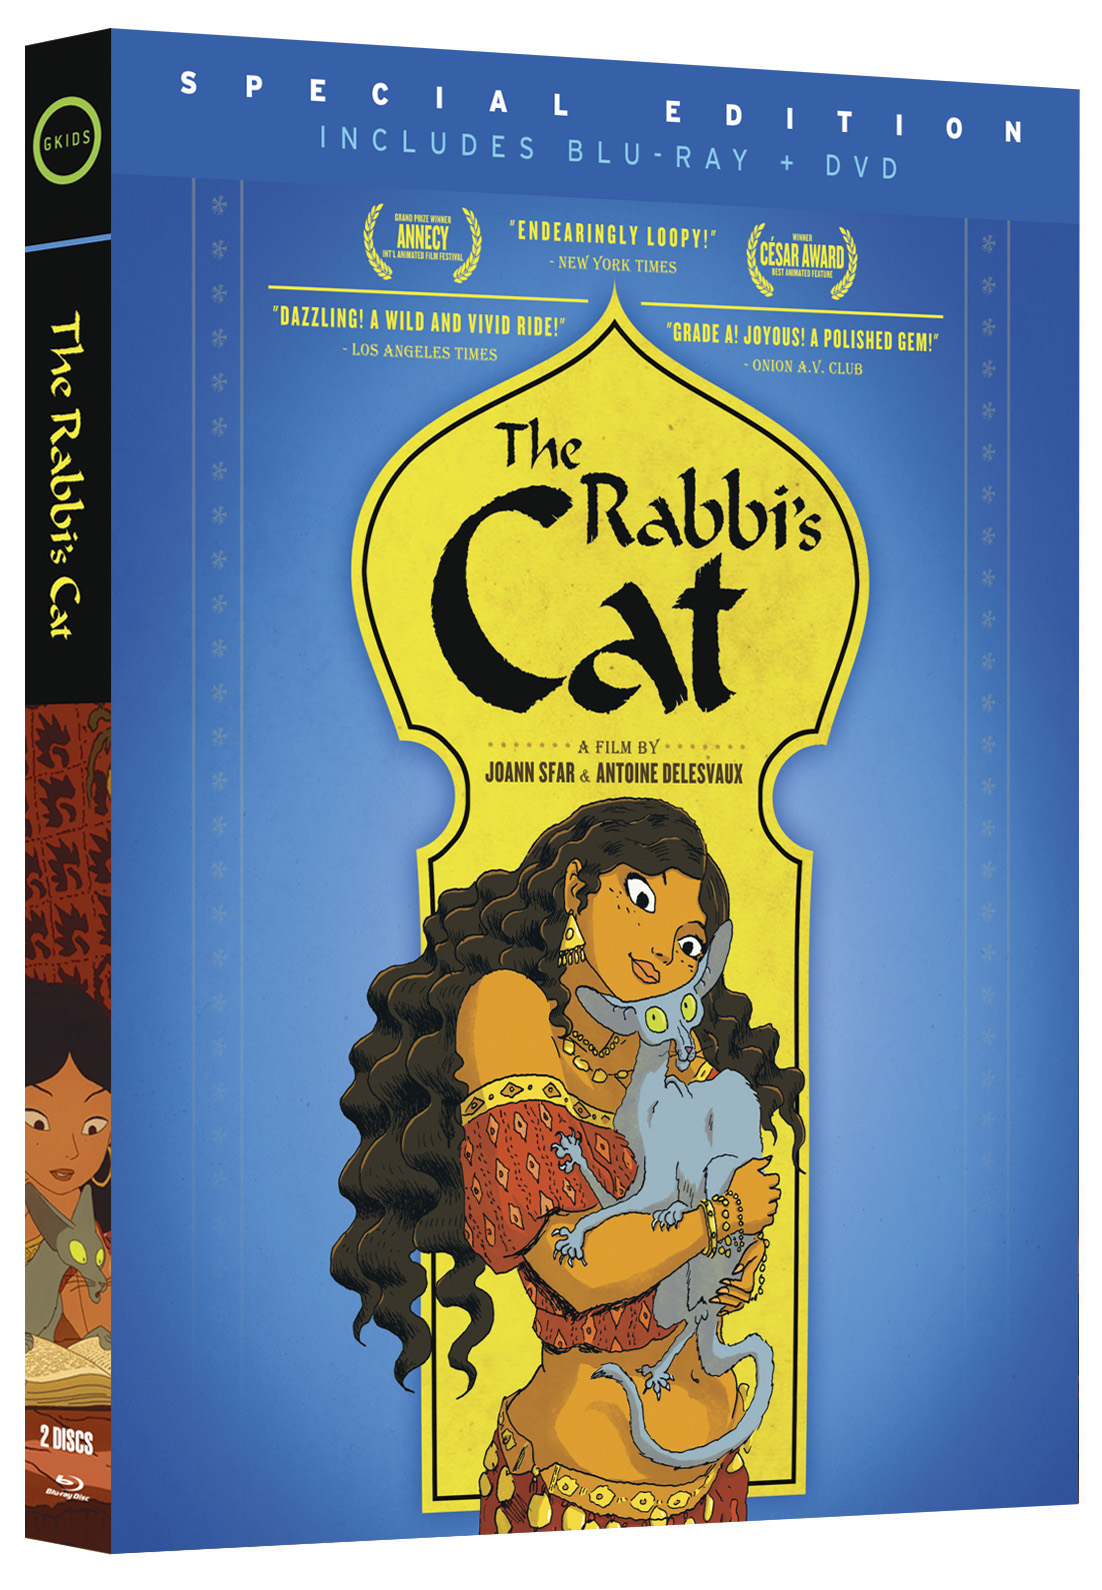 SPECIAL EDITION
INCLUDES BLU-RAY + DVD
GRAND PRIZE WINNER
ANNECY
INT'L ANIMATED FILM FESTIVAL
"ENDEARINGLY LOOPY!"
- NEW YORK TIMES
WINNER
CÉSAR AWARD
BEST ANIMATED FEATURE
"DAZZLING! A WILD AND VIVID RIDE!"
- LOS ANGELES TIMES
"GRADE A! JOYOUS! A POLISHED GEM!"
- ONION A.V. CLUB
The
Rabbi's
Cat
A FILM BY
JOANN SFAR & ANTOINE DELESVAUX
GKIDS
The Rabbi's Cat
2 DISCS
Blu-ray Disc